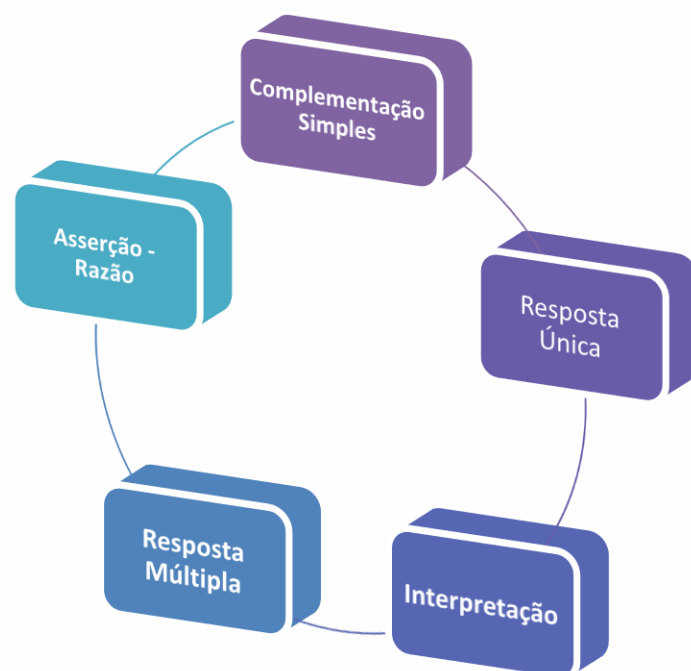 Complementação
Simples
Resposta
Única
Interpretação
Resposta
Múltipla
Asserção -
Razão